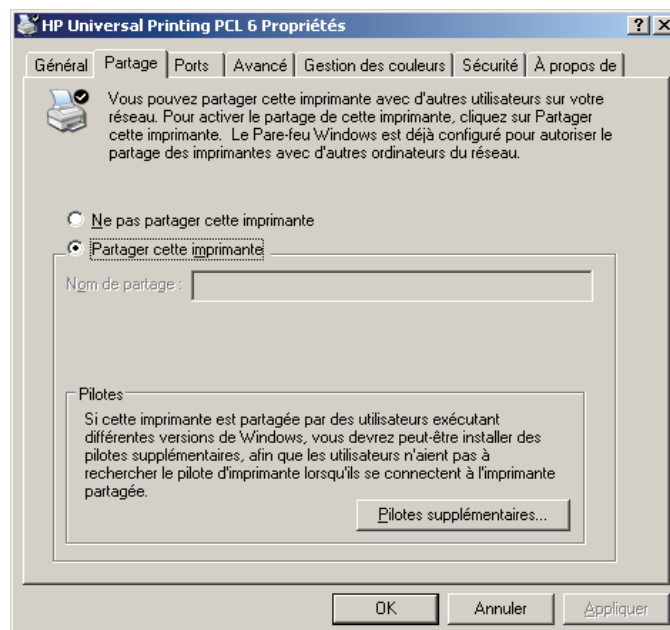 HP Universal Printing PCL 6 Propriétés
Général Partage Ports Avancé Gestion des couleurs Sécurité À propos de
Vous pouvez partager cette imprimante avec d'autres utilisateurs sur votre
réseau. Pour activer le partage de cette imprimante, cliquez sur Partager
cette imprimante. Le Pare-feu Windows est déjà configuré pour autoriser le
partage des imprimantes avec d'autres ordinateurs du réseau.
Ne pas partager cette imprimante
Partager cette imprimante
Nom de partage :
Pilotes
Si cette imprimante est partagée par des utilisateurs exécutant
différentes versions de Windows, vous devrez peut-être installer des
pilotes supplémentaires, afin que les utilisateurs n'aient pas à
rechercher le pilote d'imprimante lorsqu'ils se connectent à l'imprimante
partagée.
Pilotes supplémentaires...
OK Annuler Appliquer